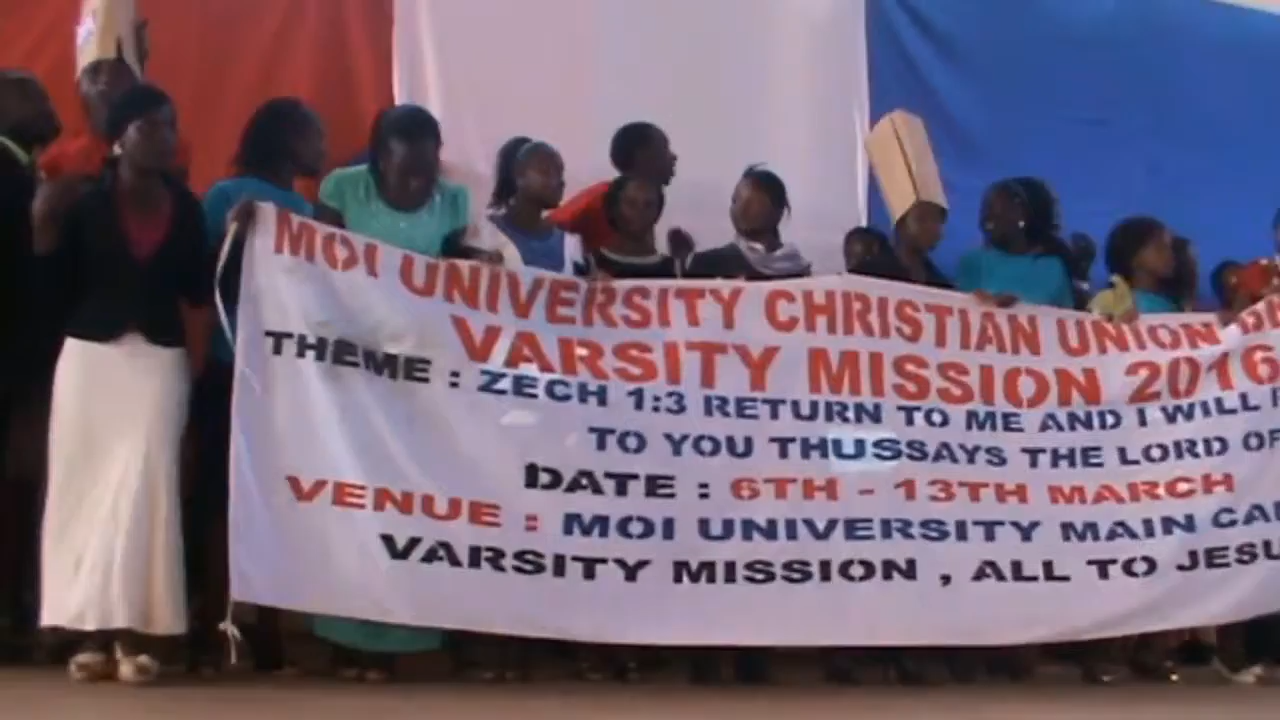 MOI UNIVERSITY CHRISTIAN UNION
VARSITY MISSION 2016
THEME : ZECH 1:3 RETURN TO ME AND I WILL
TO YOU THUSSAYS THE LORD OF
DATE : 6TH - 13TH MARCH
VENUE : MOI UNIVERSITY MAIN
VARSITY MISSION , ALL TO